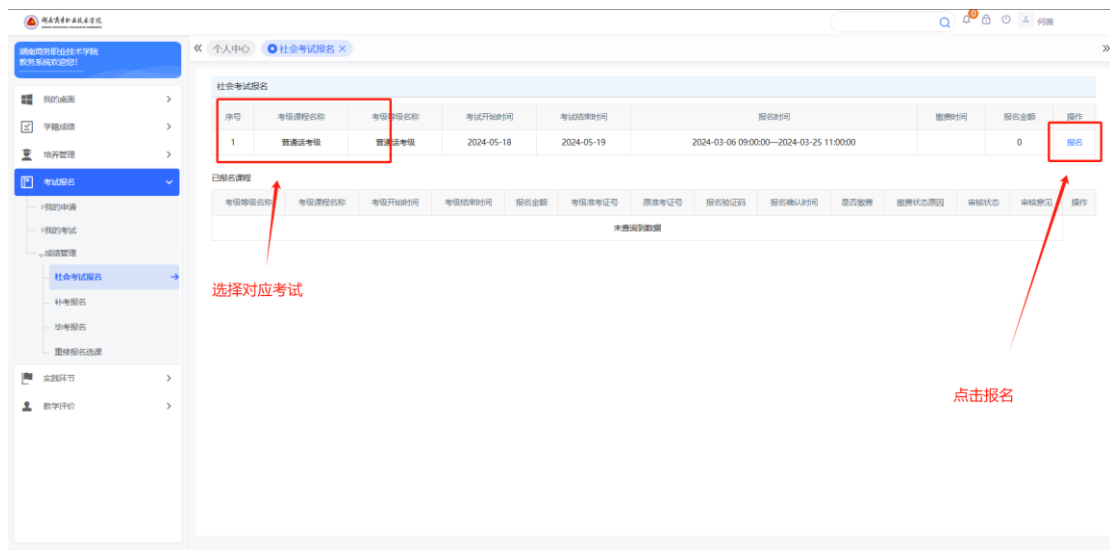 湖南商务职业技术学院
0
何薇
湖南商务职业技术学院
教务系统欢迎您!
个人中心 社会考试报名
社会考试报名
我的桌面
学籍成绩
培养管理
考试报名
我的申请
我的考试
成绩管理
社会考试报名
补考报名
毕考报名
重修报名选课
实践环节
教学评价
序号 考级课程名称 考级等级名称 考试开始时间 考试结束时间 报名时间 缴费时间 报名金额 操作
1 普通话考级 普通话考级 2024-05-18 2024-05-19 2024-03-06 09:00:00—2024-03-25 11:00:00 0 报名
已报名课程
考级等级名称 考级课程名称 考级开始时间 考级结束时间 报名金额 考级准考证号 原准考证号 报名验证码 报名确认时间 是否缴费 缴费状态原因 审核状态 审核意见 操作
未查询到数据
选择对应考试
点击报名